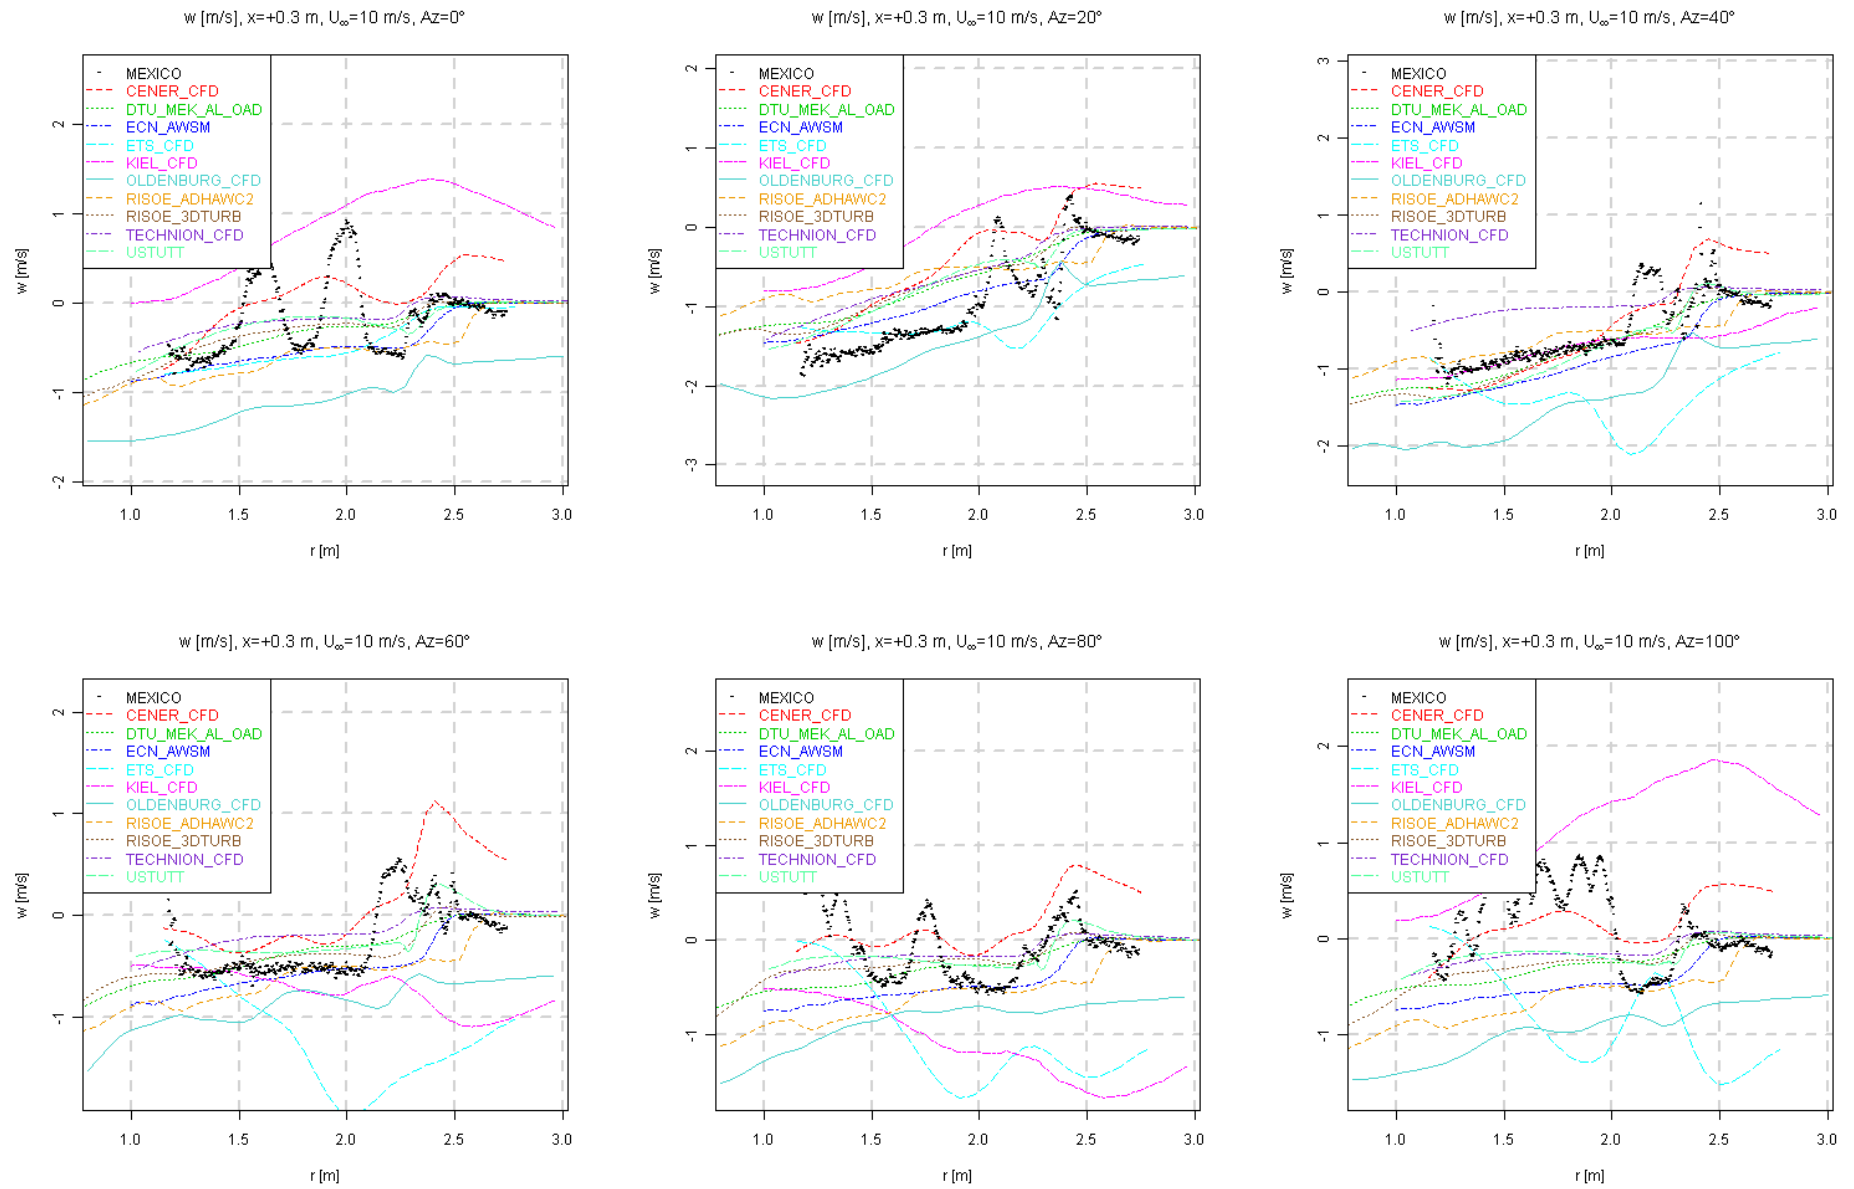 w [m/s], x=+0.3 m, U∞=10 m/s, Az=0°
w [m/s]
2
1
0
-1
-2
MEXICO
CENER_CFD
DTU_MEK_AL_OAD
ECN_AWSM
ETS_CFD
KIEL_CFD
OLDENBURG_CFD
RISOE_ADHAWC2
RISOE_3DTURB
TECHNION_CFD
USTUTT
1.0 1.5 2.0 2.5 3.0
r [m]
w [m/s], x=+0.3 m, U∞=10 m/s, Az=20°
w [m/s]
2
1
0
-1
-2
-3
MEXICO
CENER_CFD
DTU_MEK_AL_OAD
ECN_AWSM
ETS_CFD
KIEL_CFD
OLDENBURG_CFD
RISOE_ADHAWC2
RISOE_3DTURB
TECHNION_CFD
USTUTT
1.0 1.5 2.0 2.5 3.0
r [m]
w [m/s], x=+0.3 m, U∞=10 m/s, Az=40°
w [m/s]
3
2
1
0
-1
-2
MEXICO
CENER_CFD
DTU_MEK_AL_OAD
ECN_AWSM
ETS_CFD
KIEL_CFD
OLDENBURG_CFD
RISOE_ADHAWC2
RISOE_3DTURB
TECHNION_CFD
USTUTT
1.0 1.5 2.0 2.5 3.0
r [m]
w [m/s], x=+0.3 m, U∞=10 m/s, Az=60°
w [m/s]
2
1
0
-1
MEXICO
CENER_CFD
DTU_MEK_AL_OAD
ECN_AWSM
ETS_CFD
KIEL_CFD
OLDENBURG_CFD
RISOE_ADHAWC2
RISOE_3DTURB
TECHNION_CFD
USTUTT
1.0 1.5 2.0 2.5 3.0
r [m]
w [m/s], x=+0.3 m, U∞=10 m/s, Az=80°
w [m/s]
2
1
0
-1
MEXICO
CENER_CFD
DTU_MEK_AL_OAD
ECN_AWSM
ETS_CFD
KIEL_CFD
OLDENBURG_CFD
RISOE_ADHAWC2
RISOE_3DTURB
TECHNION_CFD
USTUTT
1.0 1.5 2.0 2.5 3.0
r [m]
w [m/s], x=+0.3 m, U∞=10 m/s, Az=100°
w [m/s]
2
1
0
-1
MEXICO
CENER_CFD
DTU_MEK_AL_OAD
ECN_AWSM
ETS_CFD
KIEL_CFD
OLDENBURG_CFD
RISOE_ADHAWC2
RISOE_3DTURB
TECHNION_CFD
USTUTT
1.0 1.5 2.0 2.5 3.0
r [m]